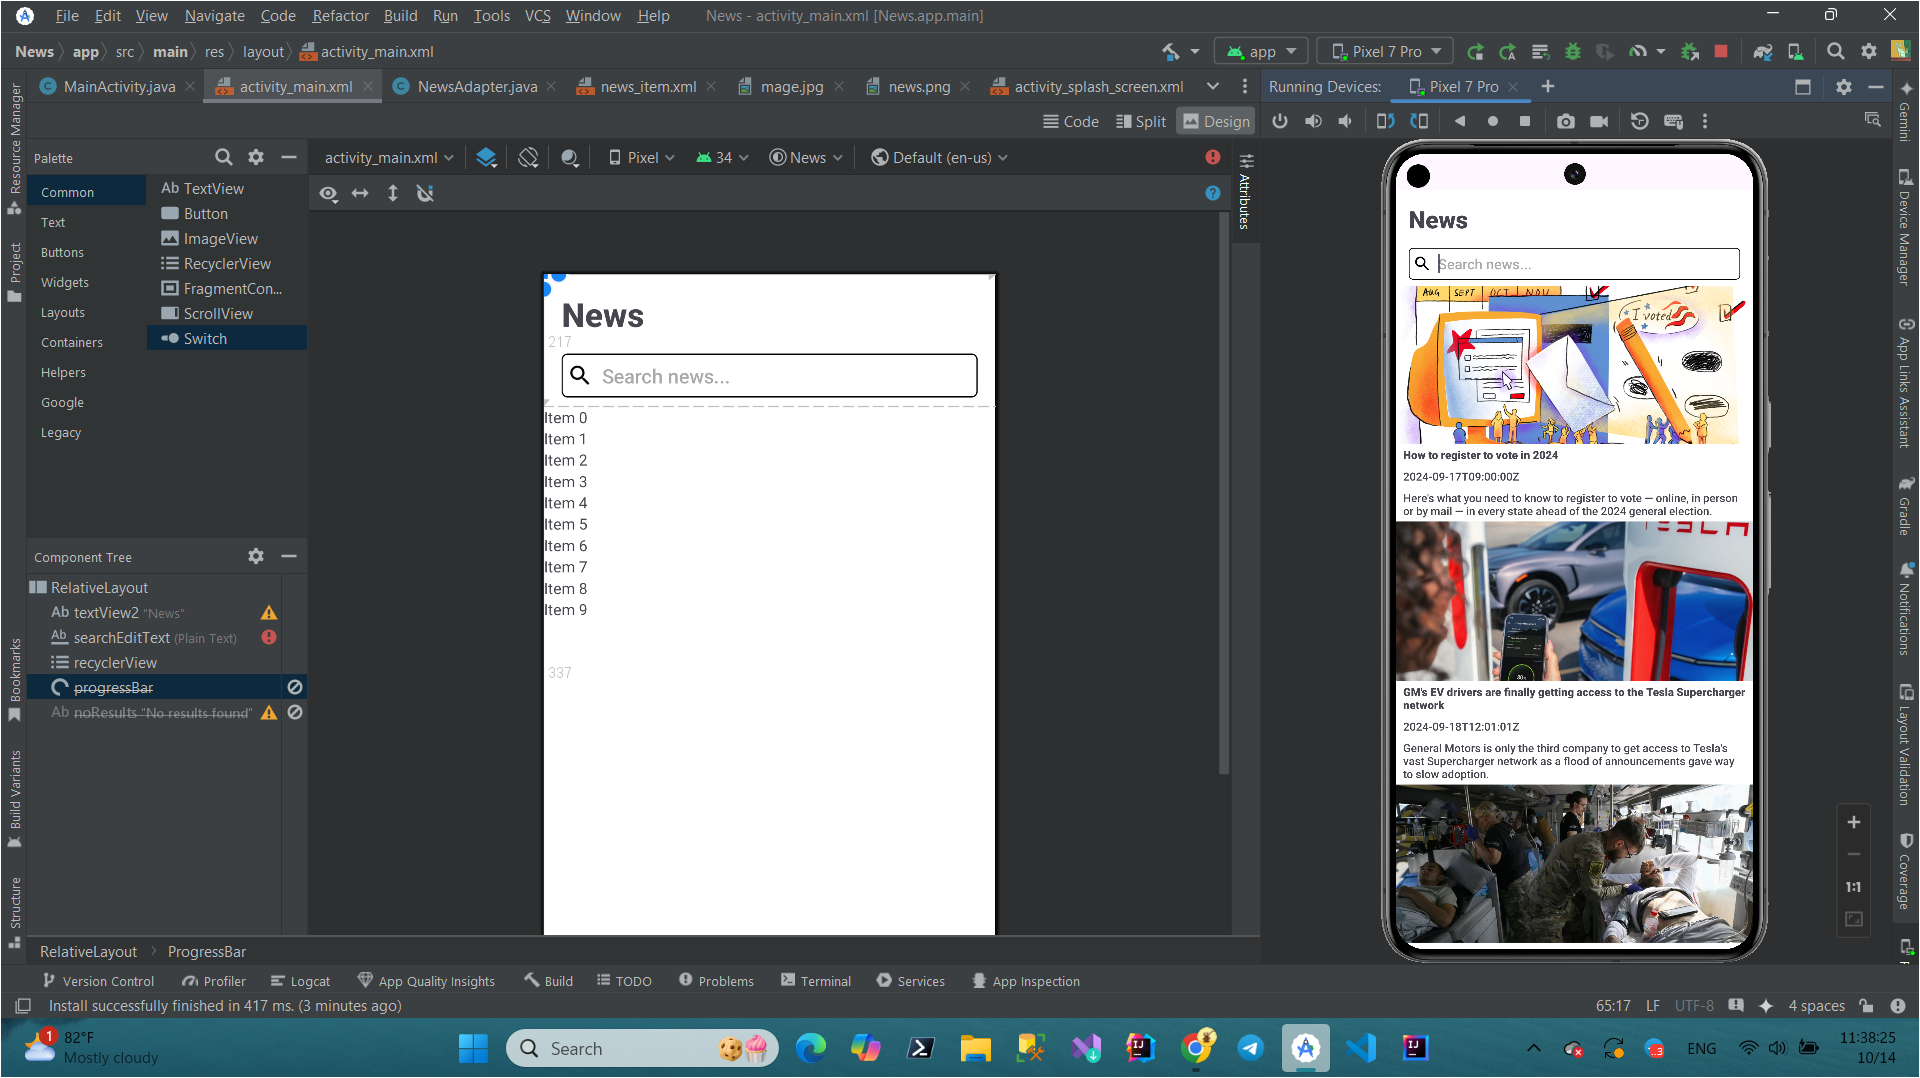 File Edit View Navigate Code Refactor Build Run Tools VCS Window Help News - activity_main.xml [News.app.main]
News app src main res layout activity_main.xml
app Pixel 7 Pro
MainActivity.java activity_main.xml NewsAdapter.java news_item.xml mage.jpg news.png activity_splash_screen.xml
Running Devices: Pixel 7 Pro
Code Split Design
Palette
activity_main.xml Pixel 34 News Default (en-us)
Common
Text
Buttons
Widgets
Layouts
Containers
Helpers
Google
Legacy
Ab TextView
Button
ImageView
RecyclerView
FragmentCon...
ScrollView
Switch
Component Tree
RelativeLayout
Ab textView2 "News"
Ab searchEditText (Plain Text)
recyclerView
progressBar
Ab noResults "No results found"
News
217
Search news...
Item 0
Item 1
Item 2
Item 3
Item 4
Item 5
Item 6
Item 7
Item 8
Item 9
337
Attributes
News
Search news...
AUG SEPT OCT NOV
I voted
How to register to vote in 2024
2024-09-17T09:00:00Z
Here's what you need to know to register to vote — online, in person
or by mail — in every state ahead of the 2024 general election.
TESLA
GM's EV drivers are finally getting access to the Tesla Supercharger
network
2024-09-18T12:01:01Z
General Motors is only the third company to get access to Tesla's
vast Supercharger network as a flood of announcements gave way
to slow adoption.
1:1
Resource Manager
Project
Bookmarks
Build Variants
Structure
Gemini
Device Manager
App Links Assistant
Gradle
Notifications
Layout Validation
Coverage
RelativeLayout ProgressBar
Version Control Profiler Logcat App Quality Insights Build TODO Problems Terminal Services App Inspection
Install successfully finished in 417 ms. (3 minutes ago)
65:17 LF UTF-8 4 spaces
1
82°F
Mostly cloudy
Search
IJ
IJ
3
ENG
11:38:25
10/14